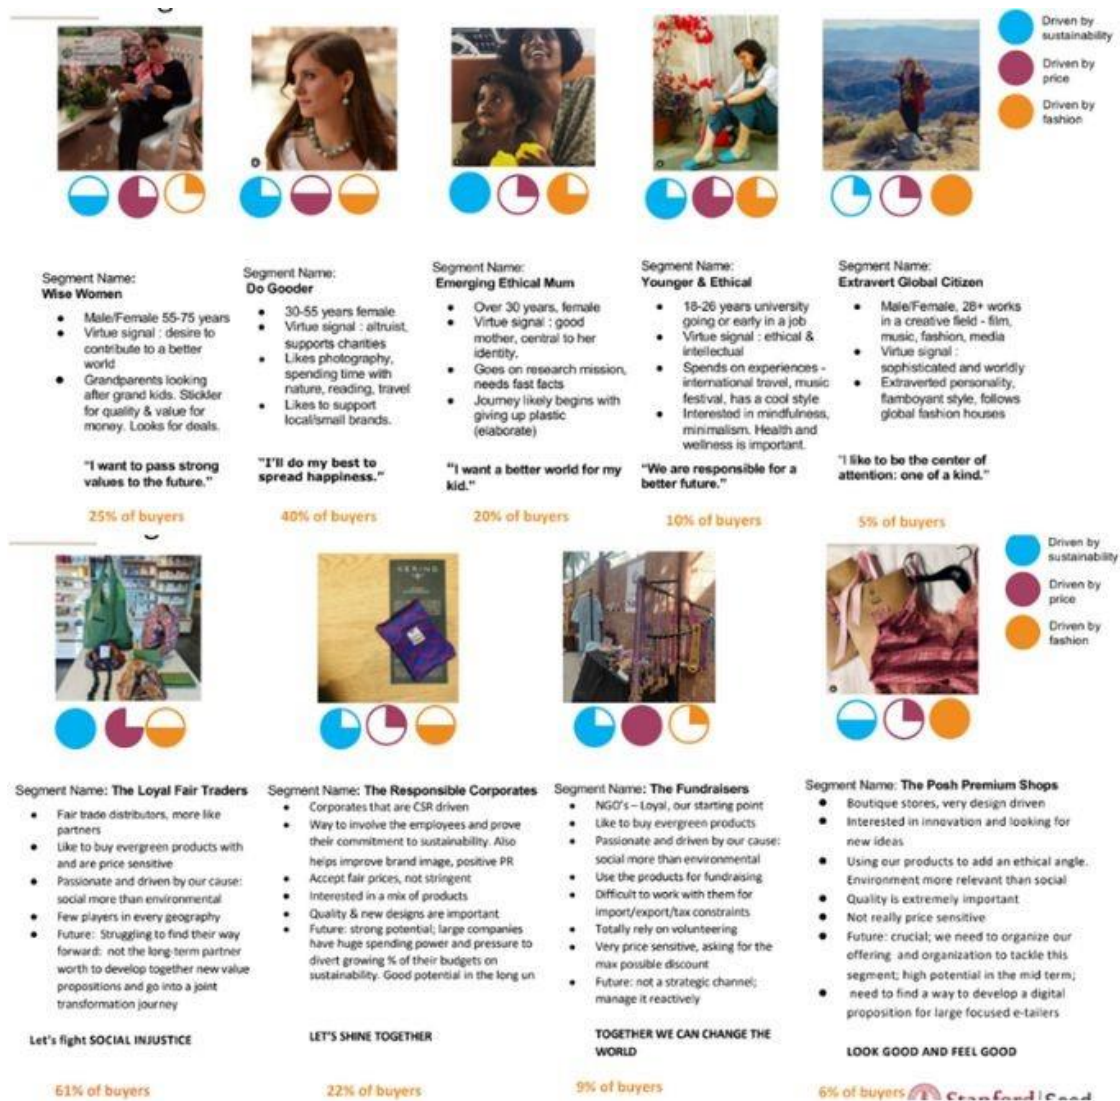 Driven by
sustainability
Driven by
price
Driven by
fashion
Segment Name:
Wise Women
• Male/Female 55-75 years
• Virtue signal : desire to
contribute to a better
world
• Grandparents looking
after grand kids. Stickler
for quality & value for
money. Looks for deals.
"I want to pass strong
values to the future."
25% of buyers
Segment Name:
Do Gooder
• 30-55 years female
• Virtue signal : altruist,
supports charities
• Likes photography,
spending time with
nature, reading, travel
• Likes to support
local/small brands.
"I'll do my best to
spread happiness."
40% of buyers
Segment Name:
Emerging Ethical Mum
• Over 30 years, female
• Virtue signal : good
mother, central to her
identity.
• Goes on research mission,
needs fast facts
• Journey likely begins with
giving up plastic
(elaborate)
"I want a better world for my
kid."
20% of buyers
Segment Name:
Younger & Ethical
• 18-26 years university
going or early in a job
• Virtue signal : ethical &
intellectual
• Spends on experiences -
international travel, music
festival, has a cool style
• Interested in mindfulness,
minimalism. Health and
wellness is important.
"We are responsible for a
better future."
10% of buyers
Segment Name:
Extravert Global Citizen
• Male/Female, 28+ works
in a creative field - film,
music, fashion, media
• Virtue signal :
sophisticated and worldly
• Extraverted personality,
flamboyant style, follows
global fashion houses
"I like to be the center of
attention: one of a kind."
5% of buyers
Driven by
sustainability
Driven by
price
Driven by
fashion
KERING
Segment Name: The Loyal Fair Traders
• Fair trade distributors, more like
partners
• Like to buy evergreen products with
and are price sensitive
• Passionate and driven by our cause:
social more than environmental
• Few players in every geography
• Future: Struggling to find their way
forward: not the long-term partner
worth to develop together new value
propositions and go into a joint
transformation journey
Let's fight SOCIAL INJUSTICE
61% of buyers
Segment Name: The Responsible Corporates
• Corporates that are CSR driven
• Way to involve the employees and prove
their commitment to sustainability. Also
helps improve brand image, positive PR
• Accept fair prices, not stringent
• Interested in a mix of products
• Quality & new designs are important
• Future: strong potential; large companies
have huge spending power and pressure to
divert growing % of their budgets on
sustainability. Good potential in the long un
LET'S SHINE TOGETHER
22% of buyers
Segment Name: The Fundraisers
• NGO's – Loyal, our starting point
• Like to buy evergreen products
• Passionate and driven by our cause:
social more than environmental
• Use the products for fundraising
• Difficult to work with them for
import/export/tax constraints
• Totally rely on volunteering
• Very price sensitive, asking for the
max possible discount
• Future: not a strategic channel;
manage it reactively
TOGETHER WE CAN CHANGE THE
WORLD
9% of buyers
Segment Name: The Posh Premium Shops
• Boutique stores, very design driven
• Interested in innovation and looking for
new ideas
• Using our products to add an ethical angle.
Environment more relevant than social
• Quality is extremely important
• Not really price sensitive
• Future: crucial; we need to organize our
offering and organization to tackle this
segment; high potential in the mid term;
• need to find a way to develop a digital
proposition for large focused e-tailers
LOOK GOOD AND FEEL GOOD
6% of buyers
Stanford | Seed